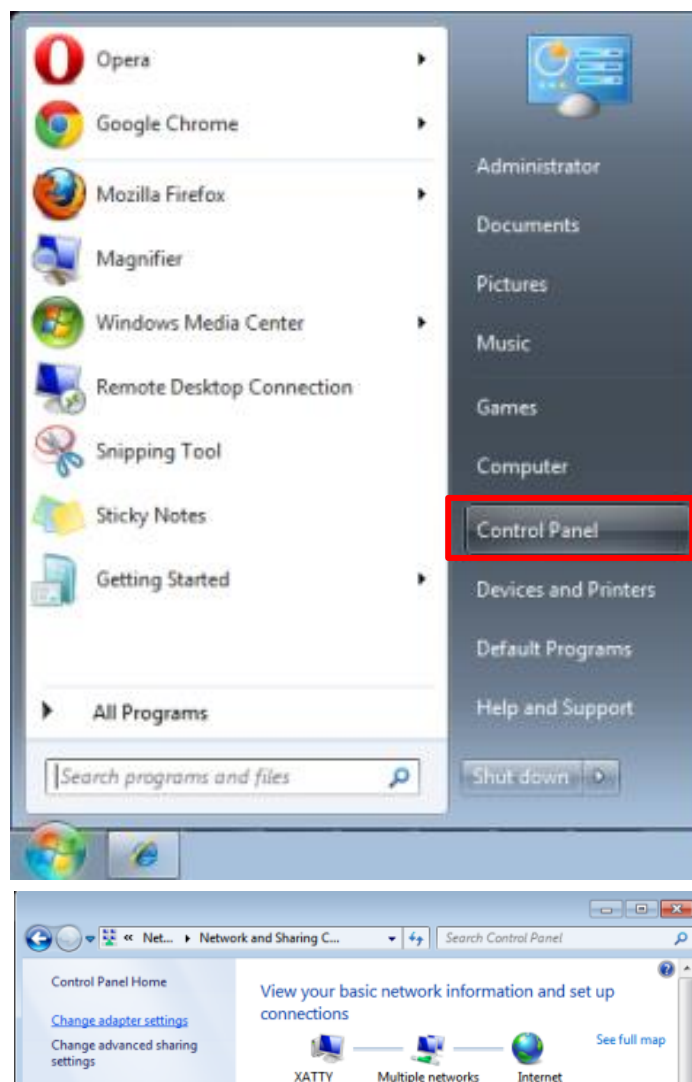 Opera
Google Chrome
Mozilla Firefox
Magnifier
Windows Media Center
Remote Desktop Connection
Snipping Tool
Sticky Notes
Getting Started
All Programs
Search programs and files
Administrator
Documents
Pictures
Music
Games
Computer
Control Panel
Devices and Printers
Default Programs
Help and Support
Shut down
« Net... Network and Sharing C...
Search Control Panel
Control Panel Home
Change adapter settings
Change advanced sharing
settings
View your basic network information and set up
connections
See full map
XATTY Multiple networks Internet